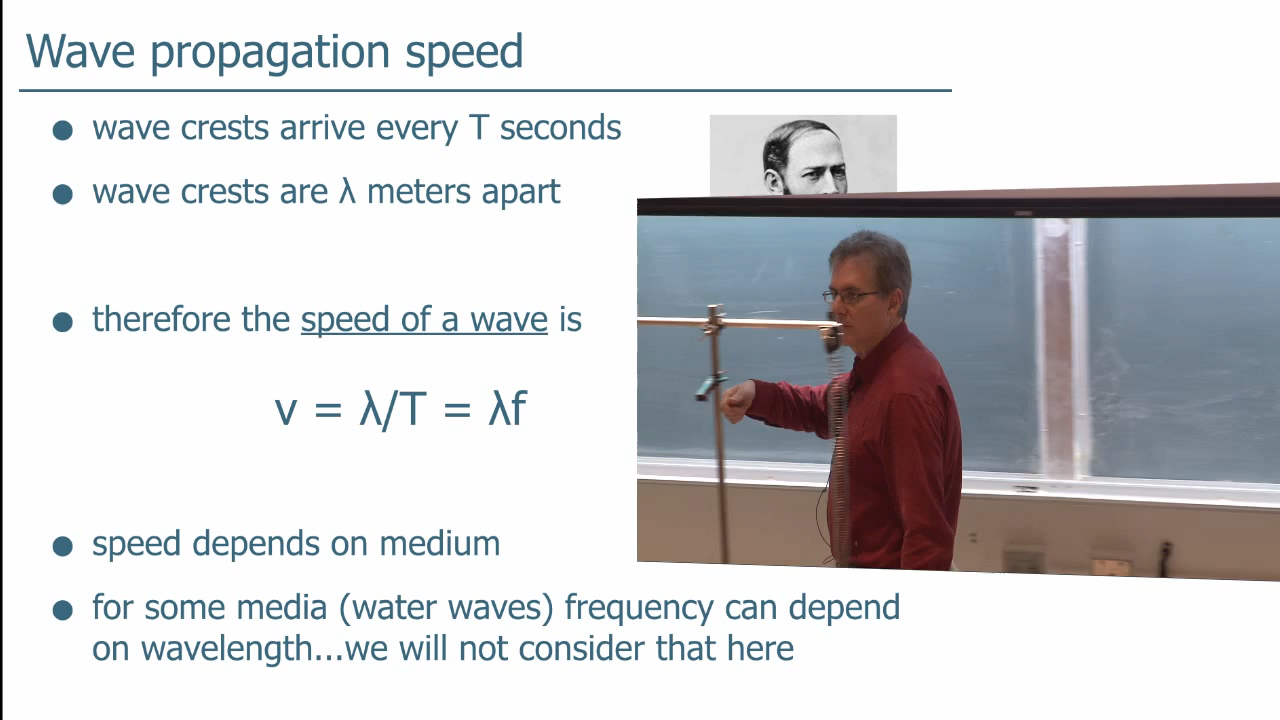 Wave propagation speed
● wave crests arrive every T seconds
● wave crests are λ meters apart
● therefore the speed of a wave is
v = λ/T = λf
● speed depends on medium
● for some media (water waves) frequency can depend
on wavelength...we will not consider that here